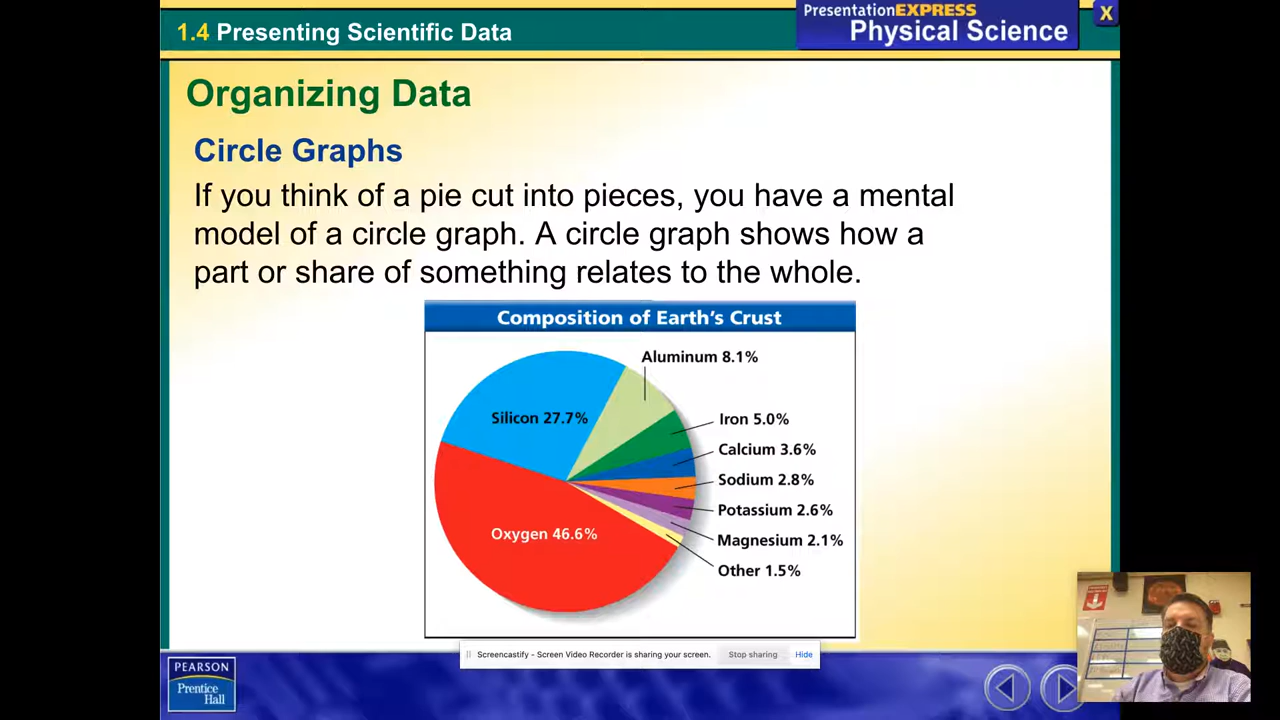 PresentationEXPRESS
Physical Science
X
1.4 Presenting Scientific Data
Organizing Data
Circle Graphs
If you think of a pie cut into pieces, you have a mental
model of a circle graph. A circle graph shows how a
part or share of something relates to the whole.
Composition of Earth's Crust
Aluminum 8.1%
Silicon 27.7%
Iron 5.0%
Calcium 3.6%
Sodium 2.8%
Potassium 2.6%
Oxygen 46.6%
Magnesium 2.1%
Other 1.5%
Screencastify - Screen Video Recorder is sharing your screen.
Stop sharing
Hide
PEARSON
Prentice
Hall